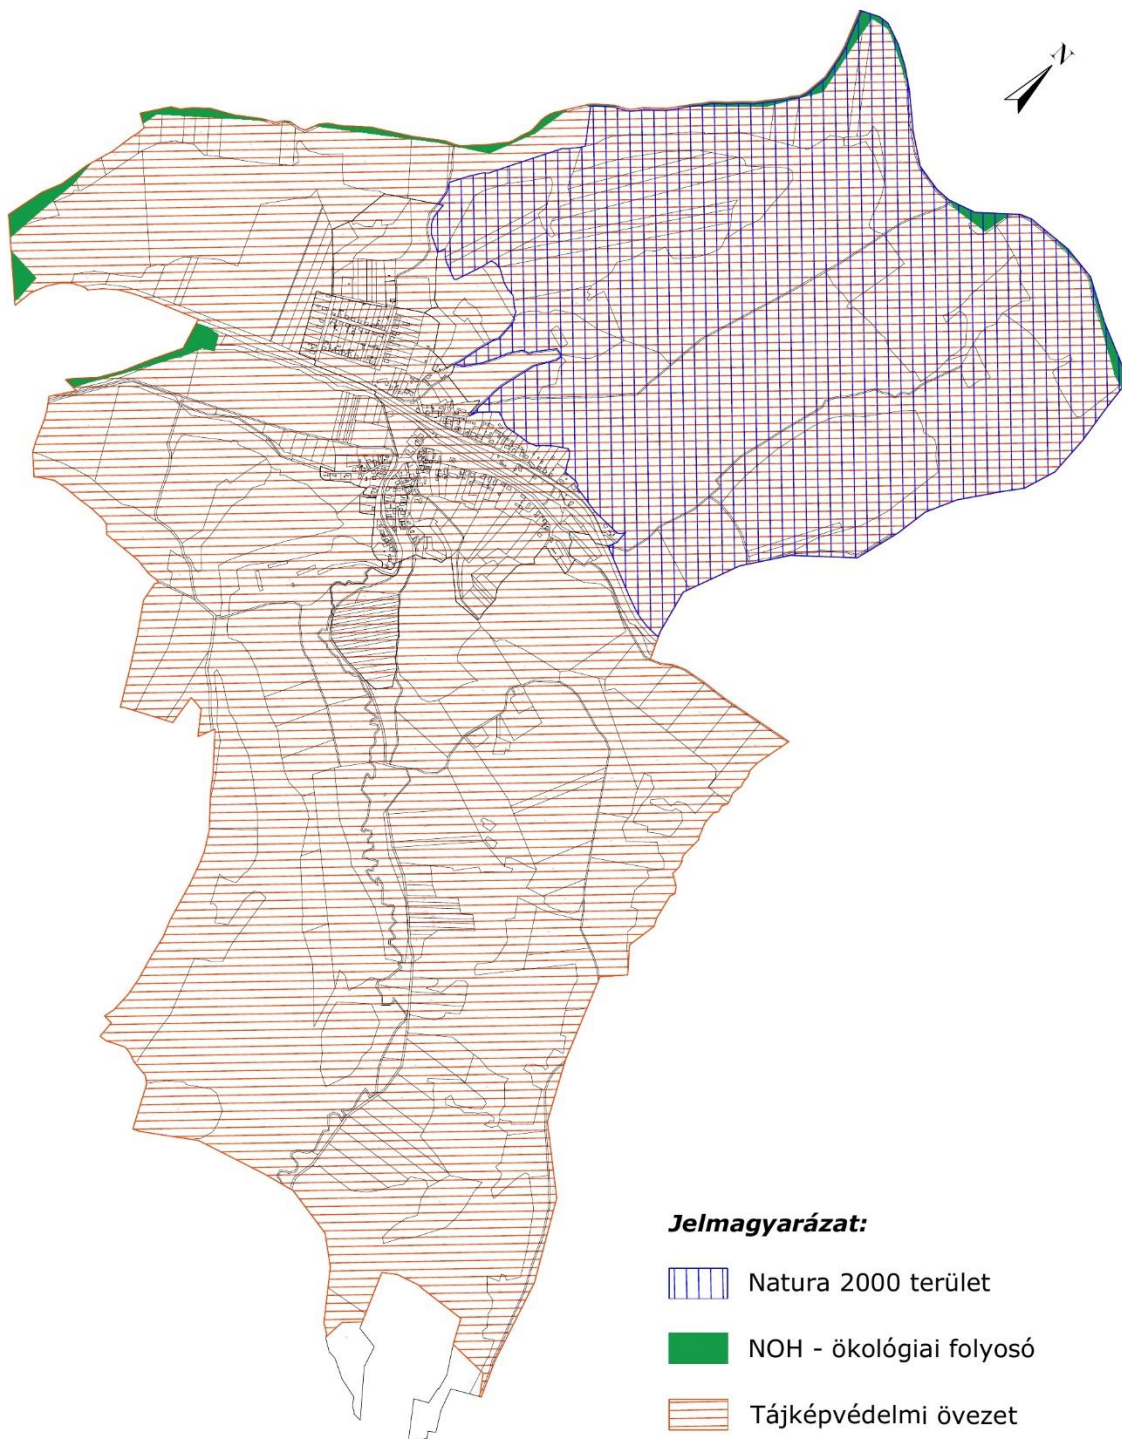 N
Jelmagyarázat:
Natura 2000 terület
NOH - ökológiai folyosó
Tájképvédelmi övezet